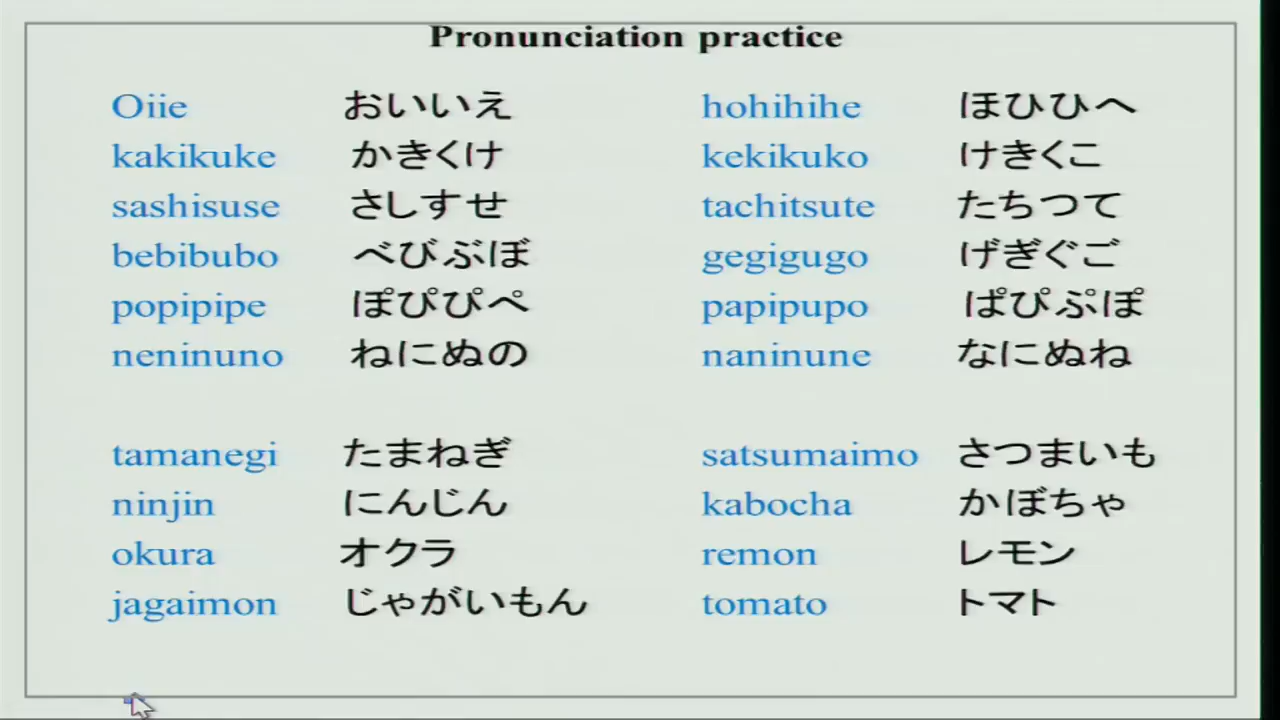 Pronunciation practice
Oiie おいいえ hohihihe ほひひへ
kakikuke かきくけ kekikuko けきくこ
sashisuse さしすせ tachitsute たちつて
bebibubo べびぶぼ gegigugo げぎぐご
popipipe ぽぴぴぺ papipupo ぱぴぷぽ
neninuno ねにぬの naninune なにぬね
tamanegi たまねぎ satsumaimo さつまいも
ninjin にんじん kabocha かぼちゃ
okura オクラ remon レモン
jagaimon じゃがいもん tomato トマト